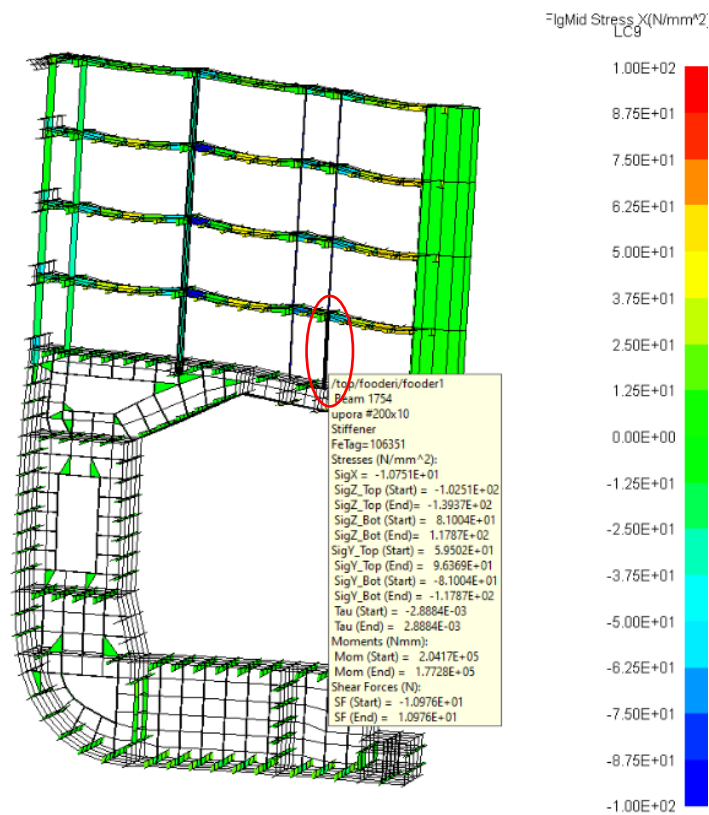 FlgMid Stress X(N/mm^2)
LC9
1.00E+02
8.75E+01
7.50E+01
6.25E+01
5.00E+01
3.75E+01
2.50E+01
1.25E+01
0.00E+00
-1.25E+01
-2.50E+01
-3.75E+01
-5.00E+01
-6.25E+01
-7.50E+01
-8.75E+01
-1.00E+02
/top/fooderi/fooder1
Beam 1754
upora #200x10
Stiffener
FeTag=106351
Stresses (N/mm^2):
SigX = -1.0751E+01
SigZ_Top (Start) = -1.0251E+02
SigZ_Top (End)= -1.3937E+02
SigZ_Bot (Start) = 8.1004E+01
SigZ_Bot (End) = 1.1787E+02
SigY_Top (Start) = 5.9502E+01
SigY_Top (End) = 9.6369E+01
SigY_Bot (Start) = -8.1004E+01
SigY_Bot (End) = -1.1787E+02
Tau (Start) = -2.8884E-03
Tau (End) = 2.8884E-03
Moments (Nmm):
Mom (Start) = 2.0417E+05
Mom (End) = 1.7728E+05
Shear Forces (N):
SF (Start) = -1.0976E+01
SF (End) = 1.0976E+01